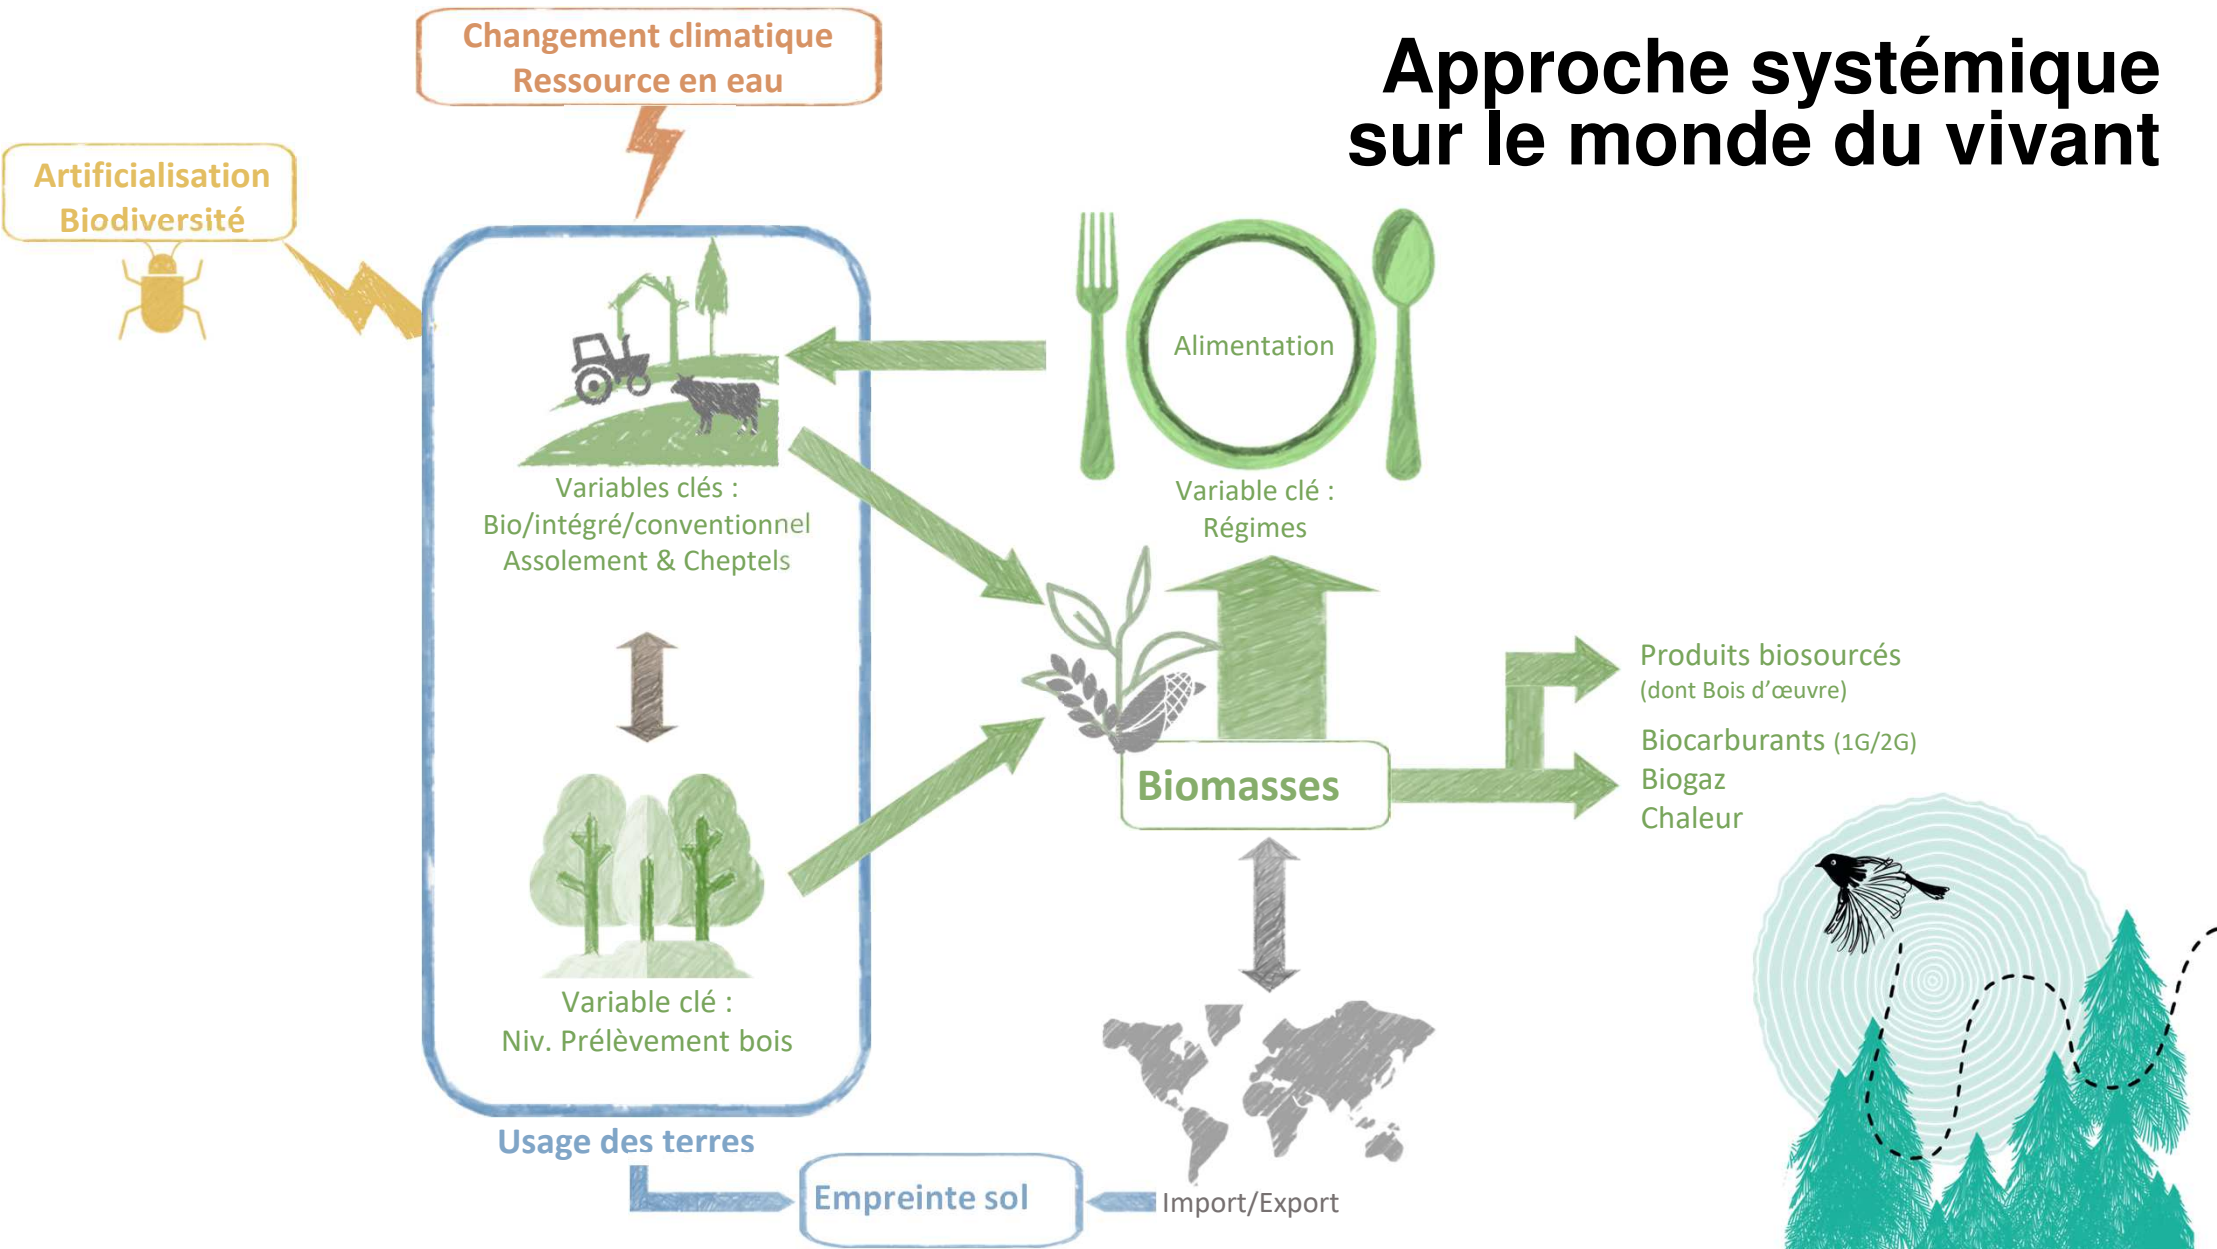 Approche systémique
sur le monde du vivant
Changement climatique
Ressource en eau
Artificialisation
Biodiversité
Alimentation
Variables clés :
Bio/intégré/conventionnel
Assolement & Cheptels
Variable clé :
Régimes
Produits biosourcés
(dont Bois d'œuvre)
Biocarburants (1G/2G)
Biogaz
Chaleur
Biomasses
Variable clé :
Niv. Prélèvement bois
Usage des terres
Empreinte sol
Import/Export